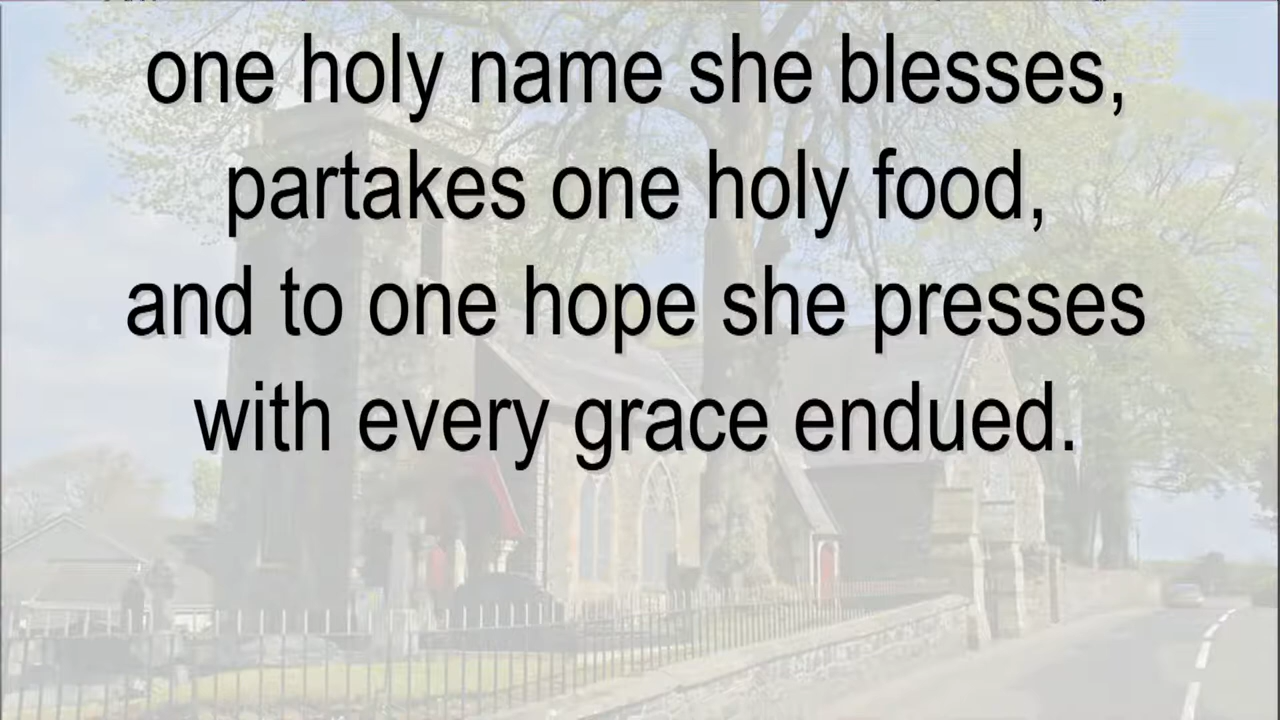 one holy name she blesses,
partakes one holy food,
and to one hope she presses
with every grace endued.